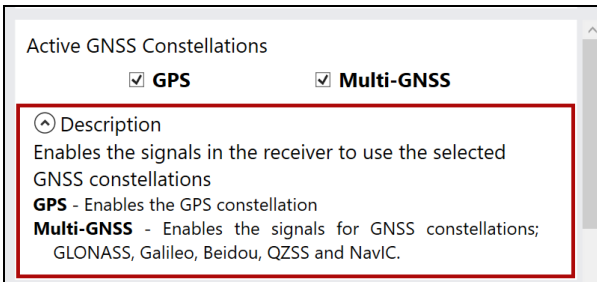 Active GNSS Constellations
GPS Multi-GNSS
Description
Enables the signals in the receiver to use the selected
GNSS constellations
GPS - Enables the GPS constellation
Multi-GNSS - Enables the signals for GNSS constellations;
GLONASS, Galileo, Beidou, QZSS and NavIC.